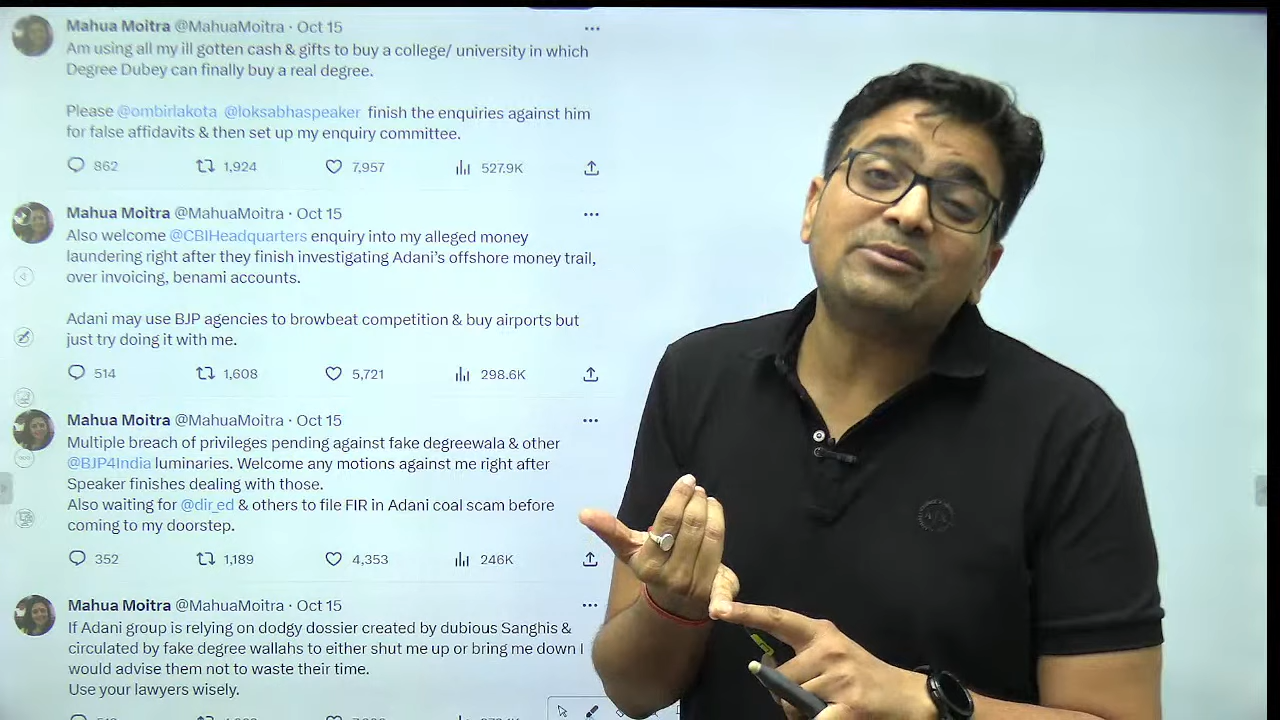 Mahua Moitra @MahuaMoitra · Oct 15
Am using all my ill gotten cash & gifts to buy a college/ university in which
Degree Dubey can finally buy a real degree.
Please @ombirlakota @loksabhaspeaker finish the enquiries against him
for false affidavits & then set up my enquiry committee.
862 1,924 7,957 527.9K
Mahua Moitra @MahuaMoitra · Oct 15
Also welcome @CBIHeadquarters enquiry into my alleged money
laundering right after they finish investigating Adani's offshore money trail,
over invoicing, benami accounts.
Adani may use BJP agencies to browbeat competition & buy airports but
just try doing it with me.
514 1,608 5,721 298.6K
Mahua Moitra @MahuaMoitra · Oct 15
Multiple breach of privileges pending against fake degreewala & other
@BJP4India luminaries. Welcome any motions against me right after
Speaker finishes dealing with those.
Also waiting for @dir_ed & others to file FIR in Adani coal scam before
coming to my doorstep.
352 1,189 4,353 246K
Mahua Moitra @MahuaMoitra · Oct 15
If Adani group is relying on dodgy dossier created by dubious Sanghis &
circulated by fake degree wallahs to either shut me up or bring me down I
would advise them not to waste their time.
Use your lawyers wisely.